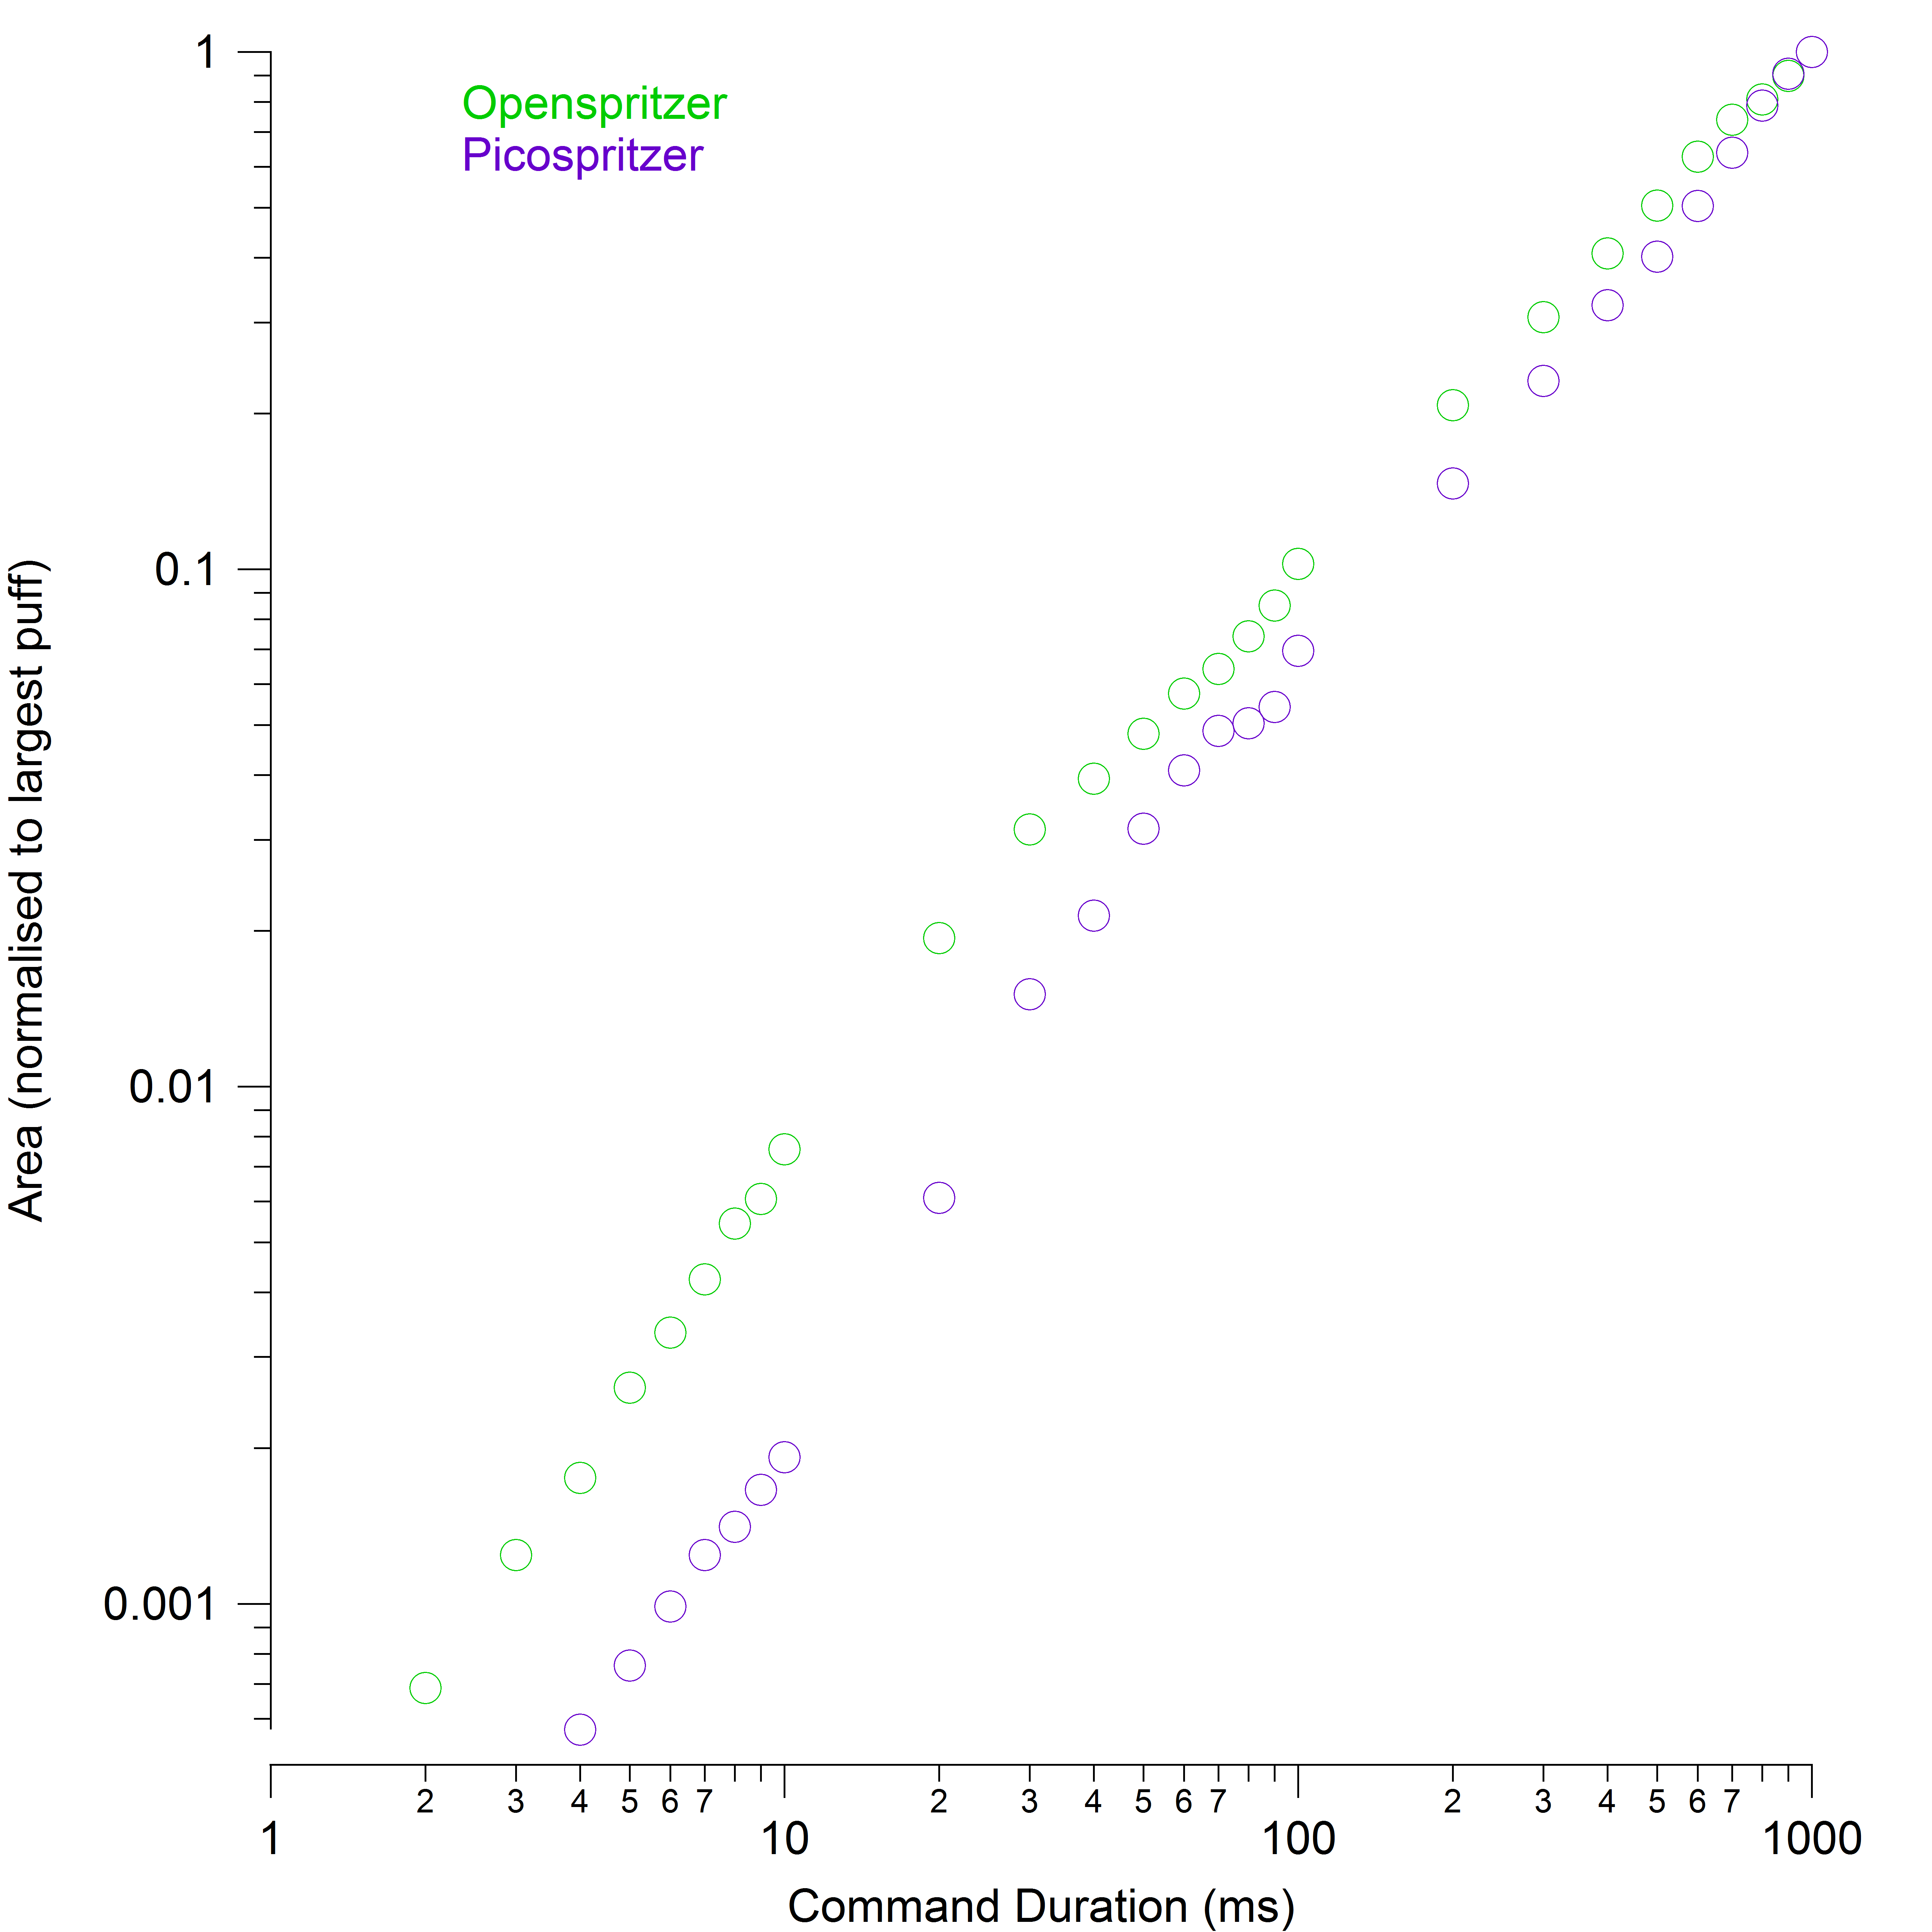 Openspritzer
Picospritzer
Area (normalised to largest puff)
1
0.1
0.01
0.001
2 3 4 5 6 7 2 3 4 5 6 7 2 3 4 5 6 7
1 10 100 1000
Command Duration (ms)